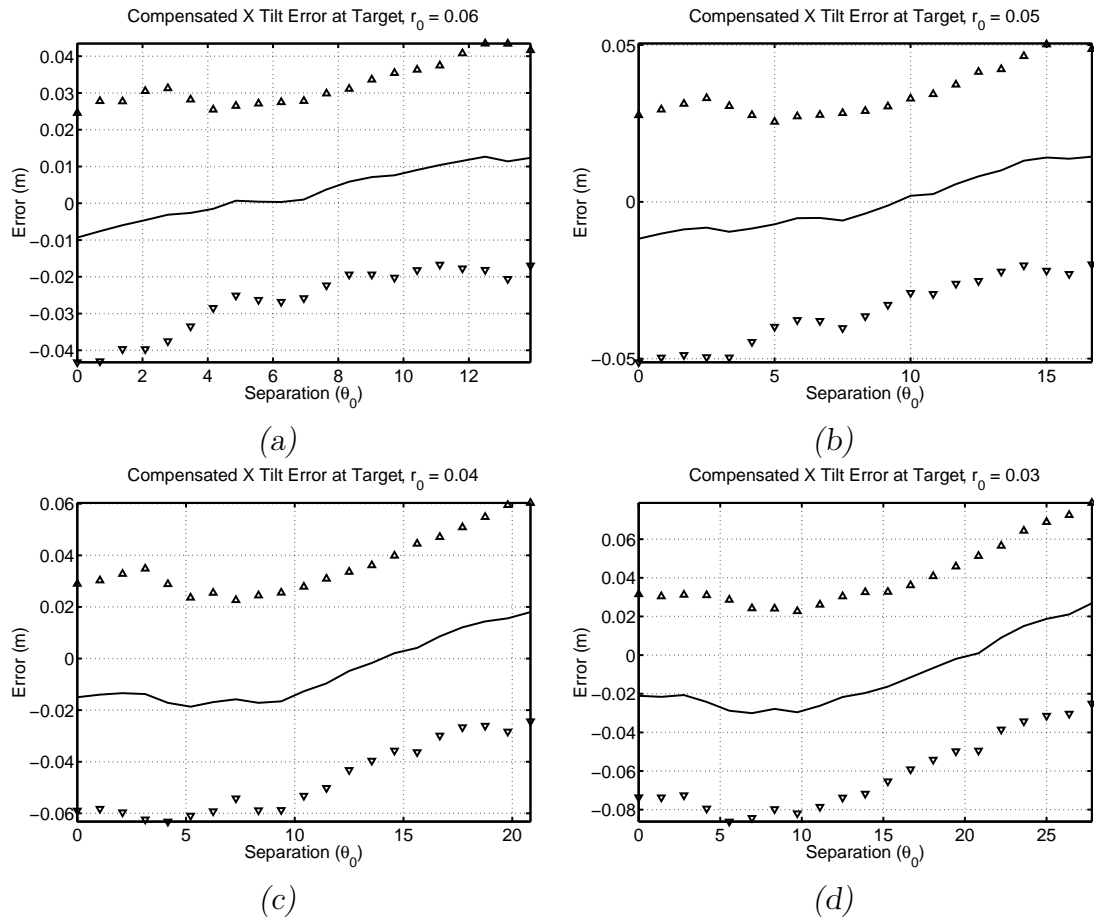 Compensated X Tilt Error at Target, r₀ = 0.06
0.04
0.03
0.02
0.01
0
−0.01
−0.02
−0.03
−0.04
Error (m)
0 2 4 6 8 10 12
Separation (θ₀)
(a)
Compensated X Tilt Error at Target, r₀ = 0.05
0.05
0
−0.05
Error (m)
0 5 10 15
Separation (θ₀)
(b)
Compensated X Tilt Error at Target, r₀ = 0.04
0.06
0.04
0.02
0
−0.02
−0.04
−0.06
Error (m)
0 5 10 15 20
Separation (θ₀)
(c)
Compensated X Tilt Error at Target, r₀ = 0.03
0.06
0.04
0.02
0
−0.02
−0.04
−0.06
−0.08
Error (m)
0 5 10 15 20 25
Separation (θ₀)
(d)